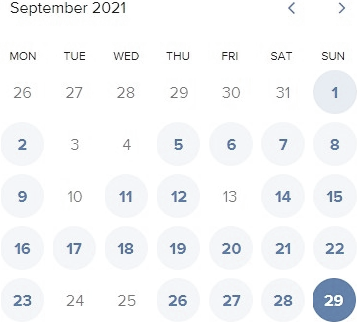 September 2021
MON TUE WED THU FRI SAT SUN
26 27 28 29 30 31 1
2 3 4 5 6 7 8
9 10 11 12 13 14 15
16 17 18 19 20 21 22
23 24 25 26 27 28 29